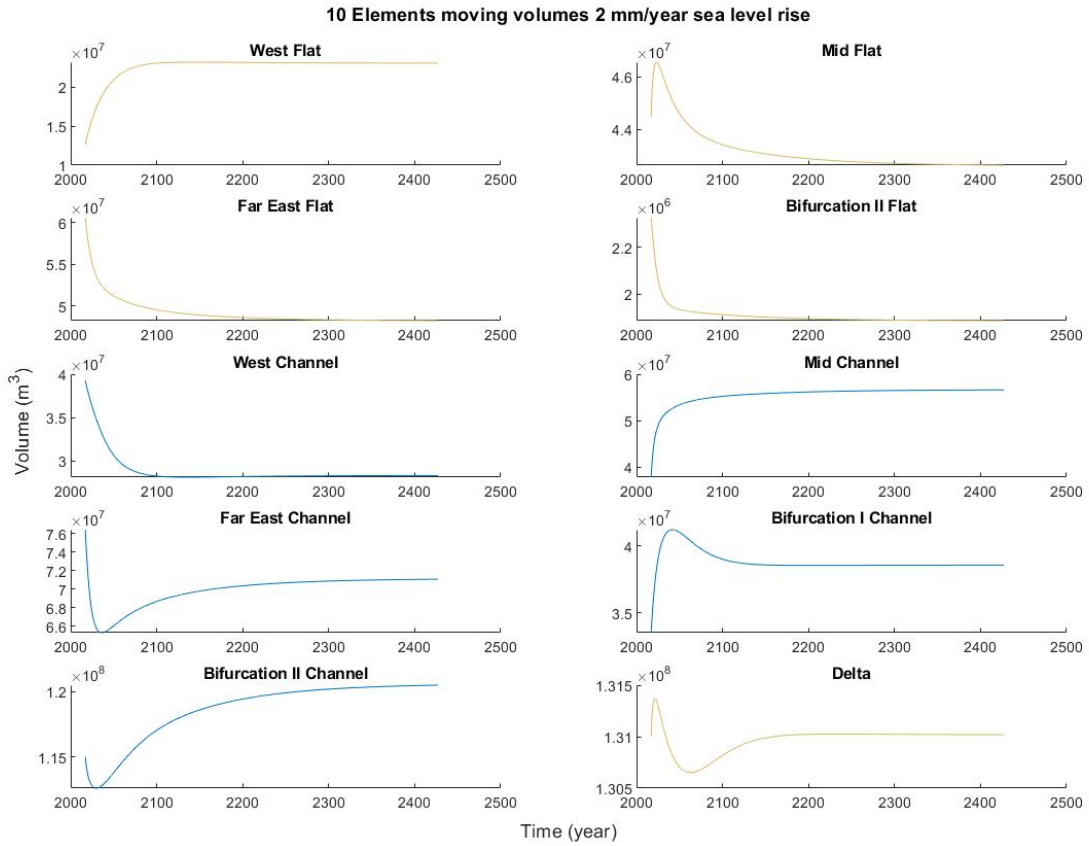 10 Elements moving volumes 2 mm/year sea level rise
×10^7
West Flat
2
1.5
1
2000 2100 2200 2300 2400 2500
×10^7
Mid Flat
4.6
4.4
2000 2100 2200 2300 2400 2500
×10^7
Far East Flat
6
5.5
5
2000 2100 2200 2300 2400 2500
×10^6
Bifurcation II Flat
2.2
2
2000 2100 2200 2300 2400 2500
Volume (m^3)
×10^7
West Channel
4
3.5
3
2000 2100 2200 2300 2400 2500
×10^7
Mid Channel
6
5
4
2000 2100 2200 2300 2400 2500
×10^7
Far East Channel
7.6
7.4
7.2
7
6.8
6.6
2000 2100 2200 2300 2400 2500
×10^7
Bifurcation I Channel
4
3.5
2000 2100 2200 2300 2400 2500
×10^8
Bifurcation II Channel
1.2
1.15
2000 2100 2200 2300 2400 2500
×10^8
Delta
1.315
1.31
1.305
2000 2100 2200 2300 2400 2500
Time (year)